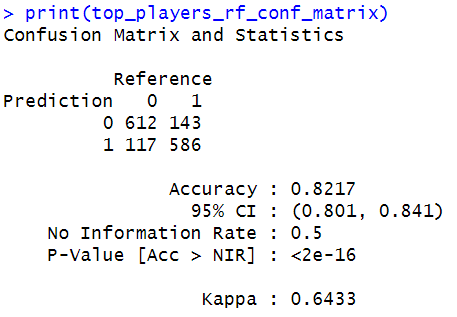 > print(top_players_rf_conf_matrix)
Confusion Matrix and Statistics
Reference
Prediction 0 1
0 612 143
1 117 586
Accuracy : 0.8217
95% CI : (0.801, 0.841)
No Information Rate : 0.5
P-Value [Acc > NIR] : <2e-16
Kappa : 0.6433